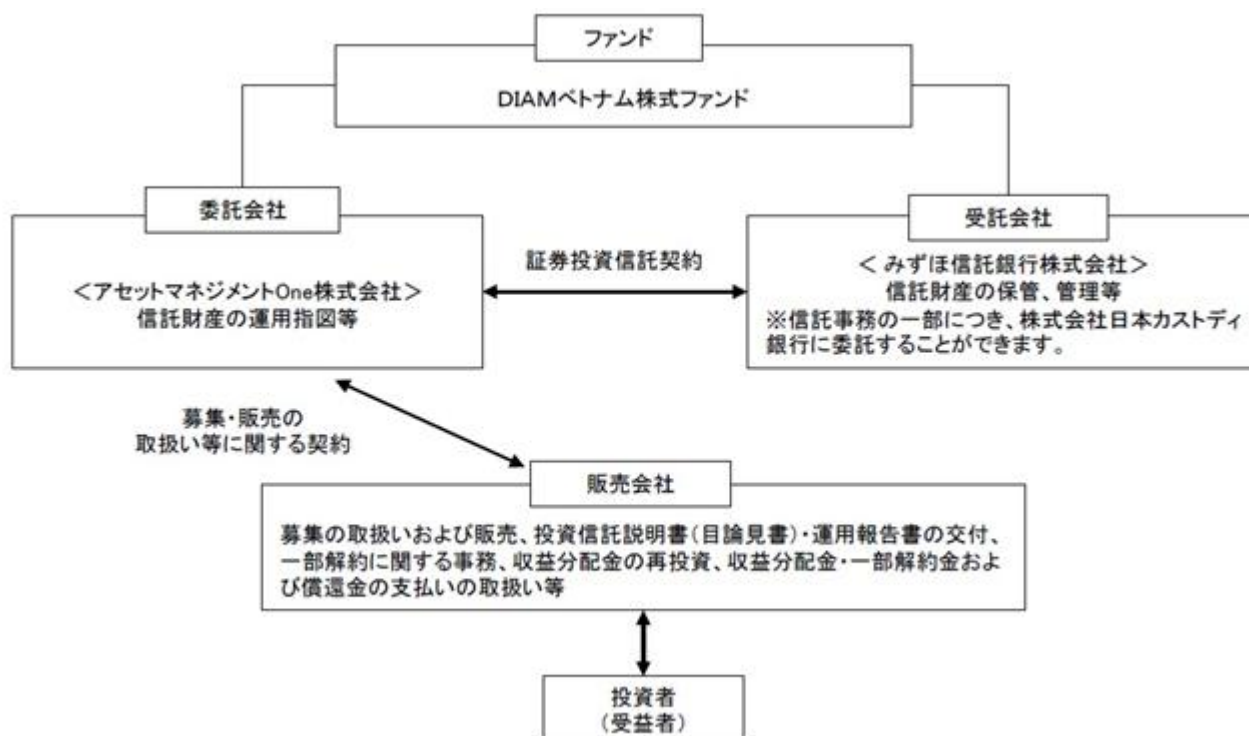 ファンド
DIAMベトナム株式ファンド
委託会社
<アセットマネジメントOne株式会社>
信託財産の運用指図等
証券投資信託契約
受託会社
<みずほ信託銀行株式会社>
信託財産の保管、管理等
※信託事務の一部につき、株式会社日本カストディ
銀行に委託することができます。
募集・販売の
取扱い等に関する契約
販売会社
募集の取扱いおよび販売、投資信託説明書(目論見書)・運用報告書の交付、
一部解約に関する事務、収益分配金の再投資、収益分配金・一部解約金およ
び償還金の支払いの取扱い等
投資者
(受益者)